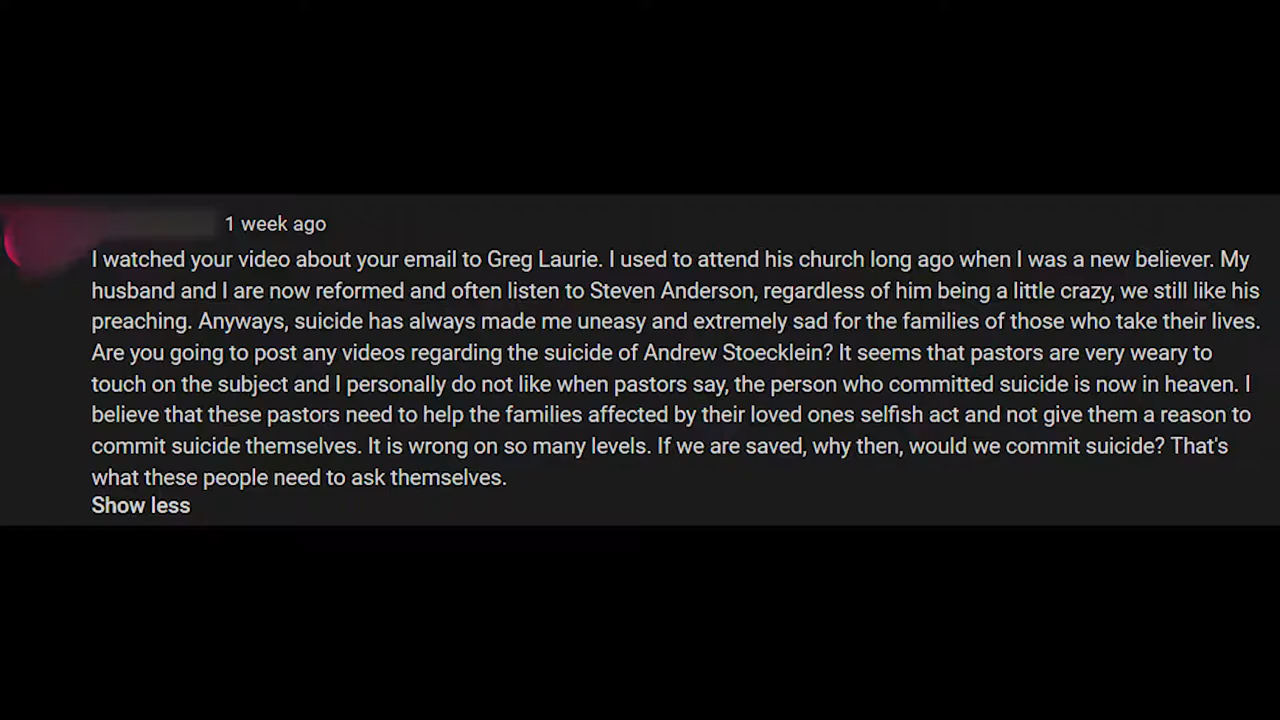 1 week ago
I watched your video about your email to Greg Laurie. I used to attend his church long ago when I was a new believer. My
husband and I are now reformed and often listen to Steven Anderson, regardless of him being a little crazy, we still like his
preaching. Anyways, suicide has always made me uneasy and extremely sad for the families of those who take their lives.
Are you going to post any videos regarding the suicide of Andrew Stoecklein? It seems that pastors are very weary to
touch on the subject and I personally do not like when pastors say, the person who committed suicide is now in heaven. I
believe that these pastors need to help the families affected by their loved ones selfish act and not give them a reason to
commit suicide themselves. It is wrong on so many levels. If we are saved, why then, would we commit suicide? That's
what these people need to ask themselves.
Show less